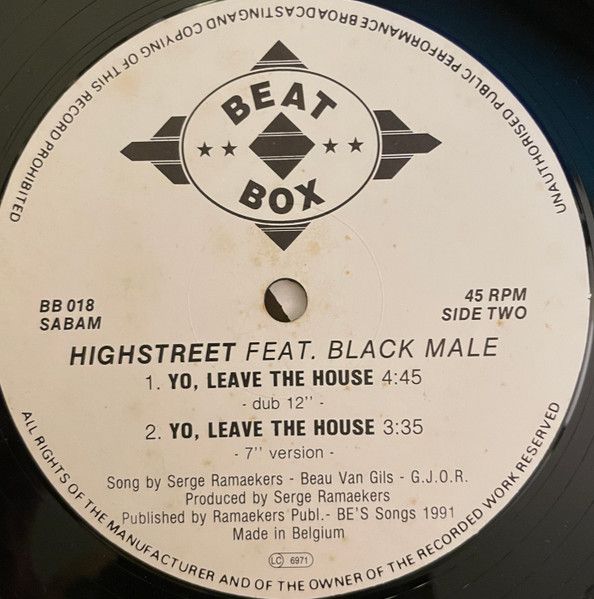 UNAUTHORISED PUBLIC PERFORMANCE BROADCASTING AND COPYING OF THIS RECORD PROHIBITED
BEAT
BOX
BB 018
SABAM
45 RPM
SIDE TWO
HIGHSTREET FEAT. BLACK MALE
1. YO, LEAVE THE HOUSE 4:45
- dub 12'' -
2. YO, LEAVE THE HOUSE 3:35
- 7'' version -
Song by Serge Ramaekers - Beau Van Gils - G.J.O.R.
Produced by Serge Ramaekers
Published by Ramaekers Publ.- BE'S Songs 1991
Made in Belgium
LC 6971
ALL RIGHTS OF THE MANUFACTURER AND OF THE OWNER OF THE RECORDED WORK RESERVED